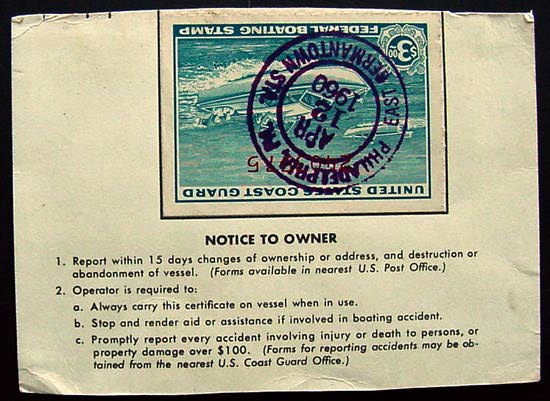 FEDERAL BOATING STAMP
$3.00
UNITED STATES COAST GUARD
PHILADELPHIA PA.
EAST GERMANTOWN STA.
APR
12
1960
NOTICE TO OWNER
1. Report within 15 days changes of ownership or address, and destruction or
abandonment of vessel. (Forms available in nearest U.S. Post Office.)
2. Operator is required to:
a. Always carry this certificate on vessel when in use.
b. Stop and render aid or assistance if involved in boating accident.
c. Promptly report every accident involving injury or death to persons, or
property damage over $100. (Forms for reporting accidents may be ob-
tained from the nearest U.S. Coast Guard Office.)